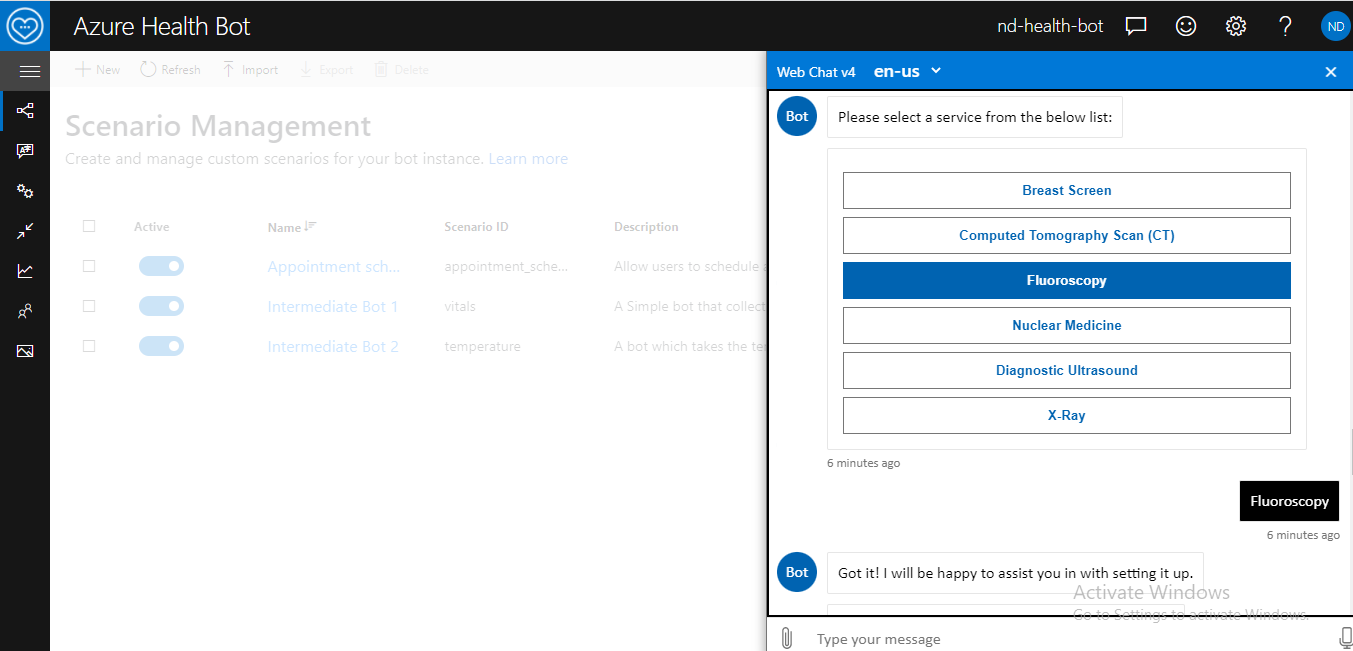 Azure Health Bot
nd-health-bot
?
ND
New
Refresh
Import
Export
Delete
Scenario Management
Create and manage custom scenarios for your bot instance. Learn more
Active
Name
Scenario ID
Description
Appointment sch...
appointment_sche...
Allow users to schedule
Intermediate Bot 1
vitals
A Simple bot that collect
Intermediate Bot 2
temperature
A bot which takes the
Web Chat v4
en-us
Bot
Please select a service from the below list:
Breast Screen
Computed Tomography Scan (CT)
Fluoroscopy
Nuclear Medicine
Diagnostic Ultrasound
X-Ray
6 minutes ago
Fluoroscopy
6 minutes ago
Bot
Got it! I will be happy to assist you in with setting it up.
Activate Windows
Go to Settings to activate Windows.
Type your message